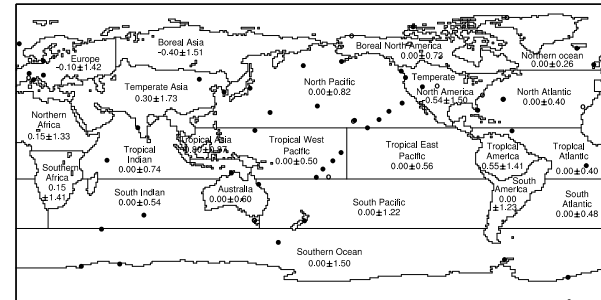 Boreal Asia
-0.40±1.51
Europe
-0.10±1.42
Boreal North America
0.00±0.73
Northern ocean
0.00±0.26
Temperate Asia
0.30±1.73
North Pacific
0.00±0.82
Temperate
North America
-0.54±1.50
North Atlantic
0.00±0.40
Northern
Africa
0.15±1.33
Tropical
Indian
0.00±0.74
Tropical Asia
Tropical West
Pacific
0.00±0.50
Tropical East
Pacific
0.00±0.56
Tropical
America
0.55±1.41
Tropical
Atlantic
0.00±0.40
Southern
Africa
0.15
±1.41
South Indian
0.00±0.54
Australia
0.00±0.60
South Pacific
0.00±1.22
South
America
0.00
±1.23
South
Atlantic
0.00±0.48
Southern Ocean
0.00±1.50